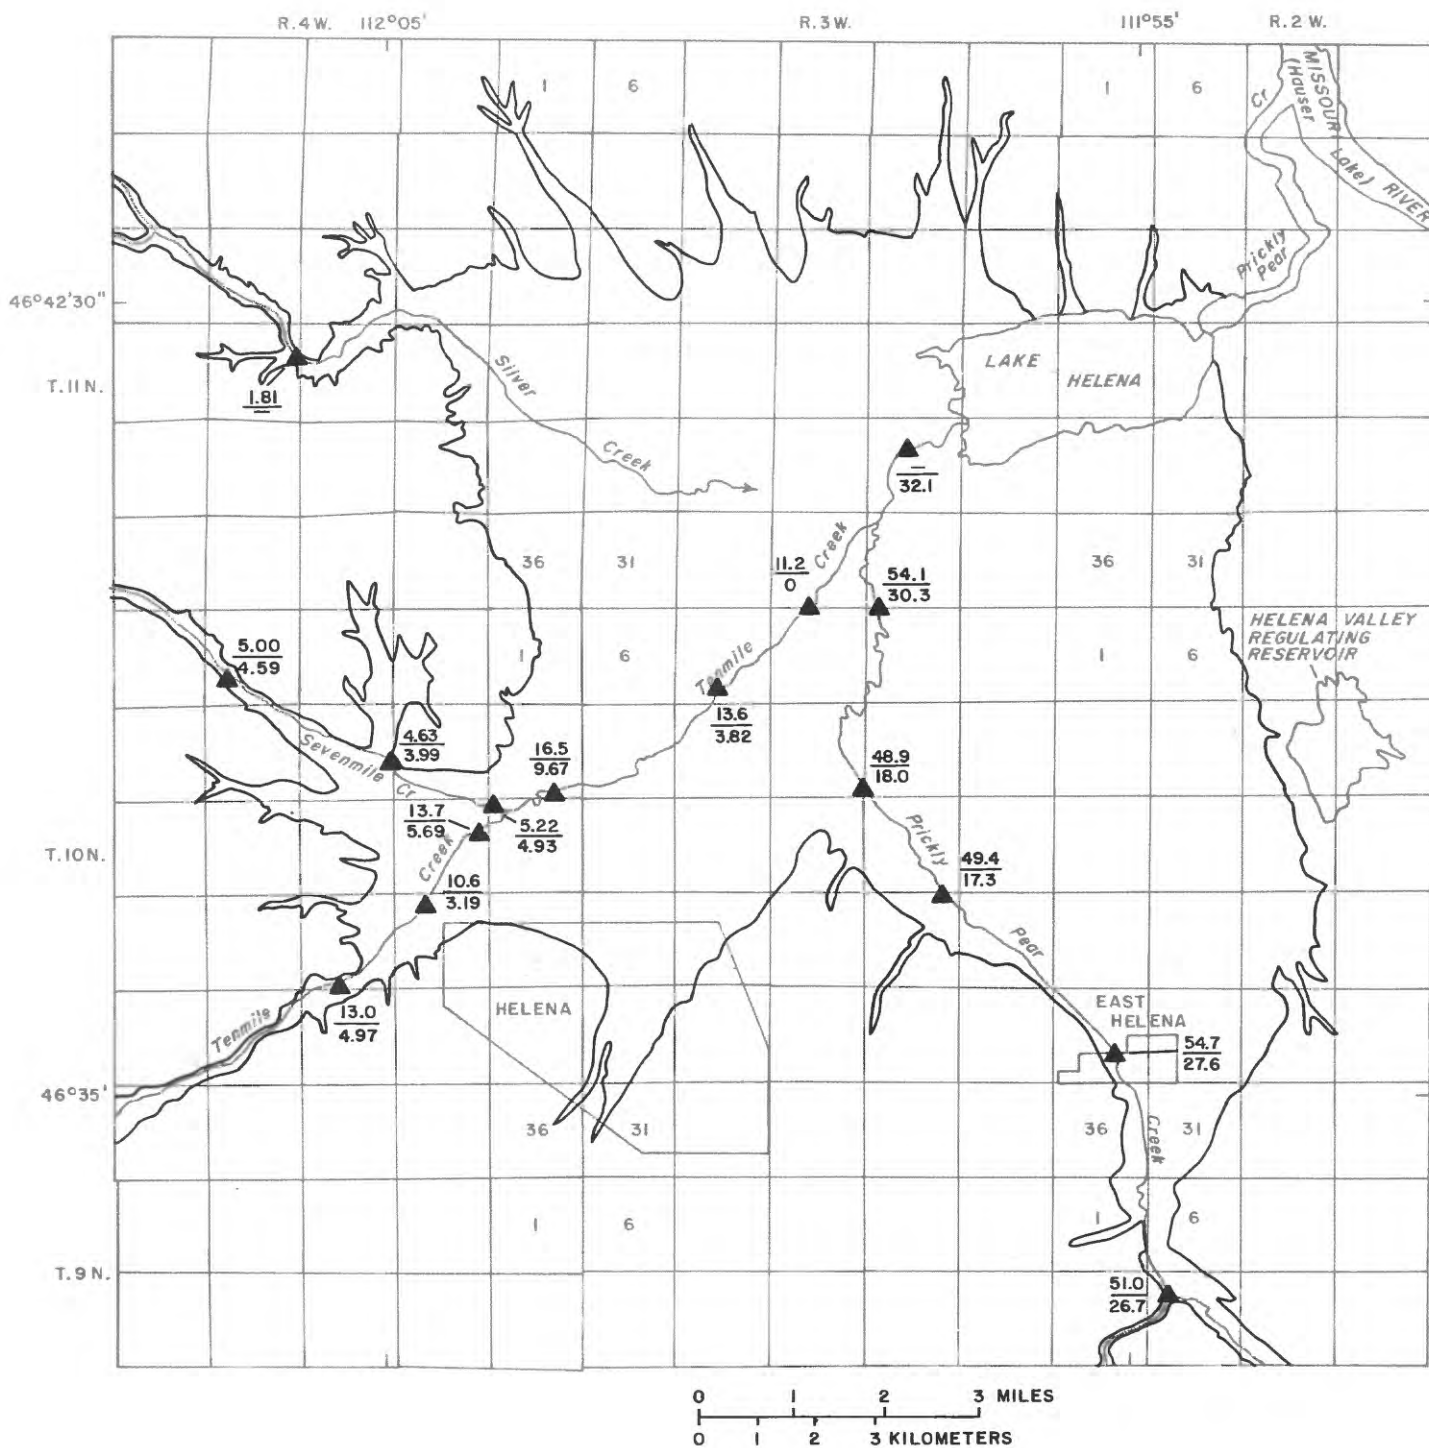 R.4 W. 112°05' R.3W. 111°55' R.2 W.
1 6 1 6
Cr
MISSOURI RIVER
(Hauser Lake)
Prickly
Pear
46°42'30"
T.11N.
1.81
—
Silver
Creek
LAKE
HELENA
—
32.1
36 31 36 31
Creek
11.2
0
54.1
30.3
HELENA VALLEY
REGULATING
RESERVOIR
1 6 1 6
5.00
4.59
Tenmile
13.6
3.82
4.63
3.99
16.5
9.67
48.9
18.0
Sevenmile
Cr
13.7
5.69
5.22
4.93
Prickly
T.10N.
Creek
10.6
3.19
49.4
17.3
Pear
HELENA
EAST
HELENA
Tenmile
13.0
4.97
54.7
27.6
46°35'
36 31 36 31
Creek
1 6 1 6
T.9N.
51.0
26.7
0 1 2 3 MILES
0 1 2 3 KILOMETERS